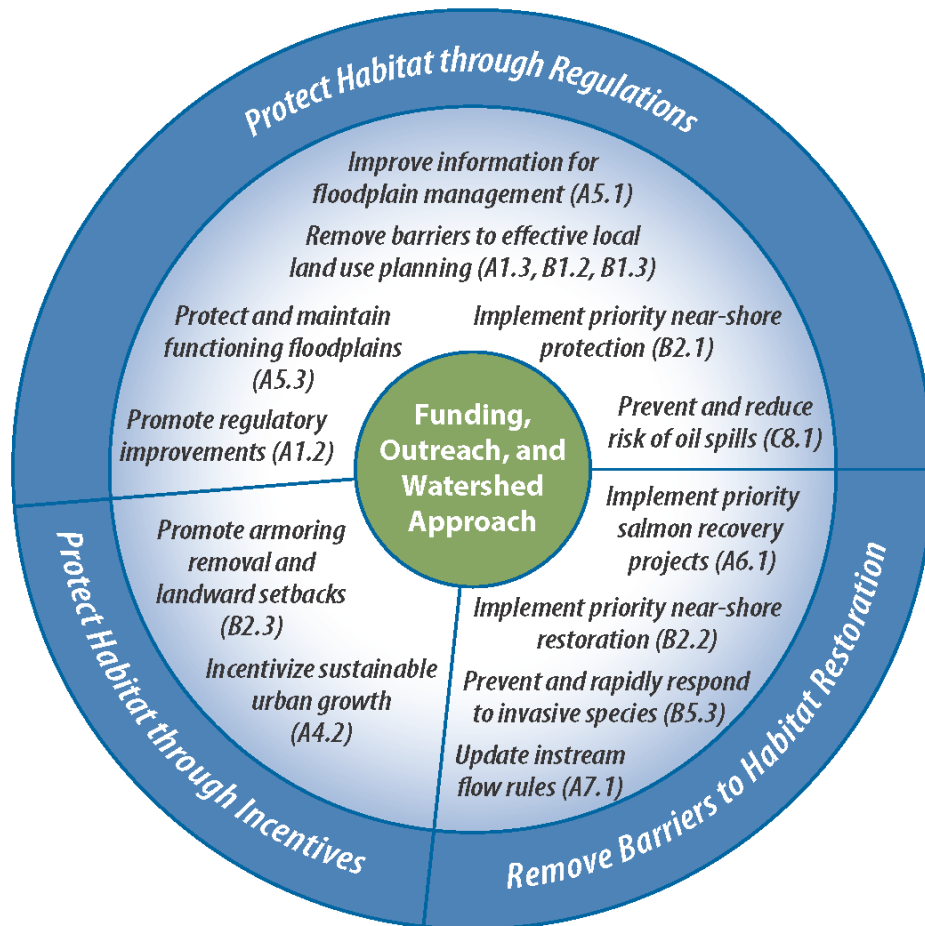 Protect Habitat through Regulations
Improve information for
floodplain management (A5.1)
Remove barriers to effective local
land use planning (A1.3, B1.2, B1.3)
Protect and maintain
functioning floodplains
(A5.3)
Implement priority near-shore
protection (B2.1)
Promote regulatory
improvements (A1.2)
Prevent and reduce
risk of oil spills (C8.1)
Funding,
Outreach, and
Watershed
Approach
Promote armoring
removal and
landward setbacks
(B2.3)
Incentivize sustainable
urban growth
(A4.2)
Protect Habitat through Incentives
Implement priority
salmon recovery
projects (A6.1)
Implement priority near-shore
restoration (B2.2)
Prevent and rapidly respond
to invasive species (B5.3)
Update instream
flow rules (A7.1)
Remove Barriers to Habitat Restoration